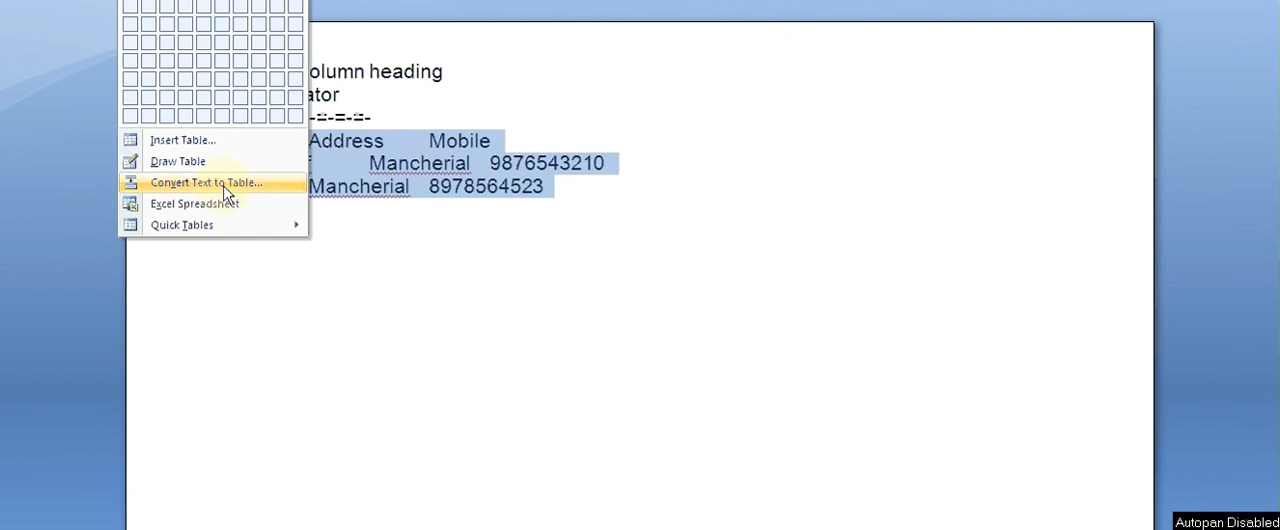 olumn heading
ator
-=-=-=-
Insert Table...
Address Mobile
Draw Table
Mancherial 9876543210
Convert Text to Table...
Mancherial 8978564523
Excel Spreadsheet
Quick Tables
Autopan Disabled